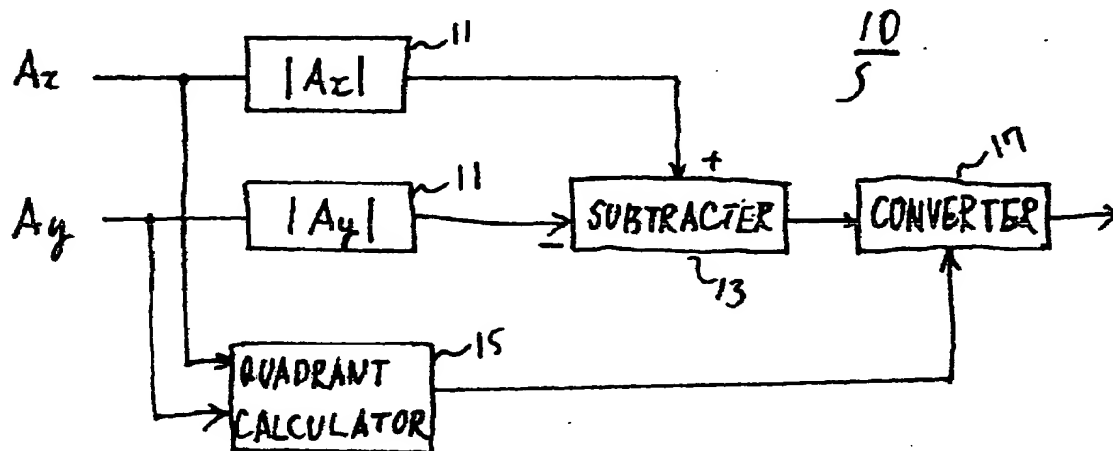 10
11
Ax
|Ax|
+
17
11
Ay
|Ay|
−
SUBTRACTER
CONVERTER
13
15
QUADRANT
CALCULATOR